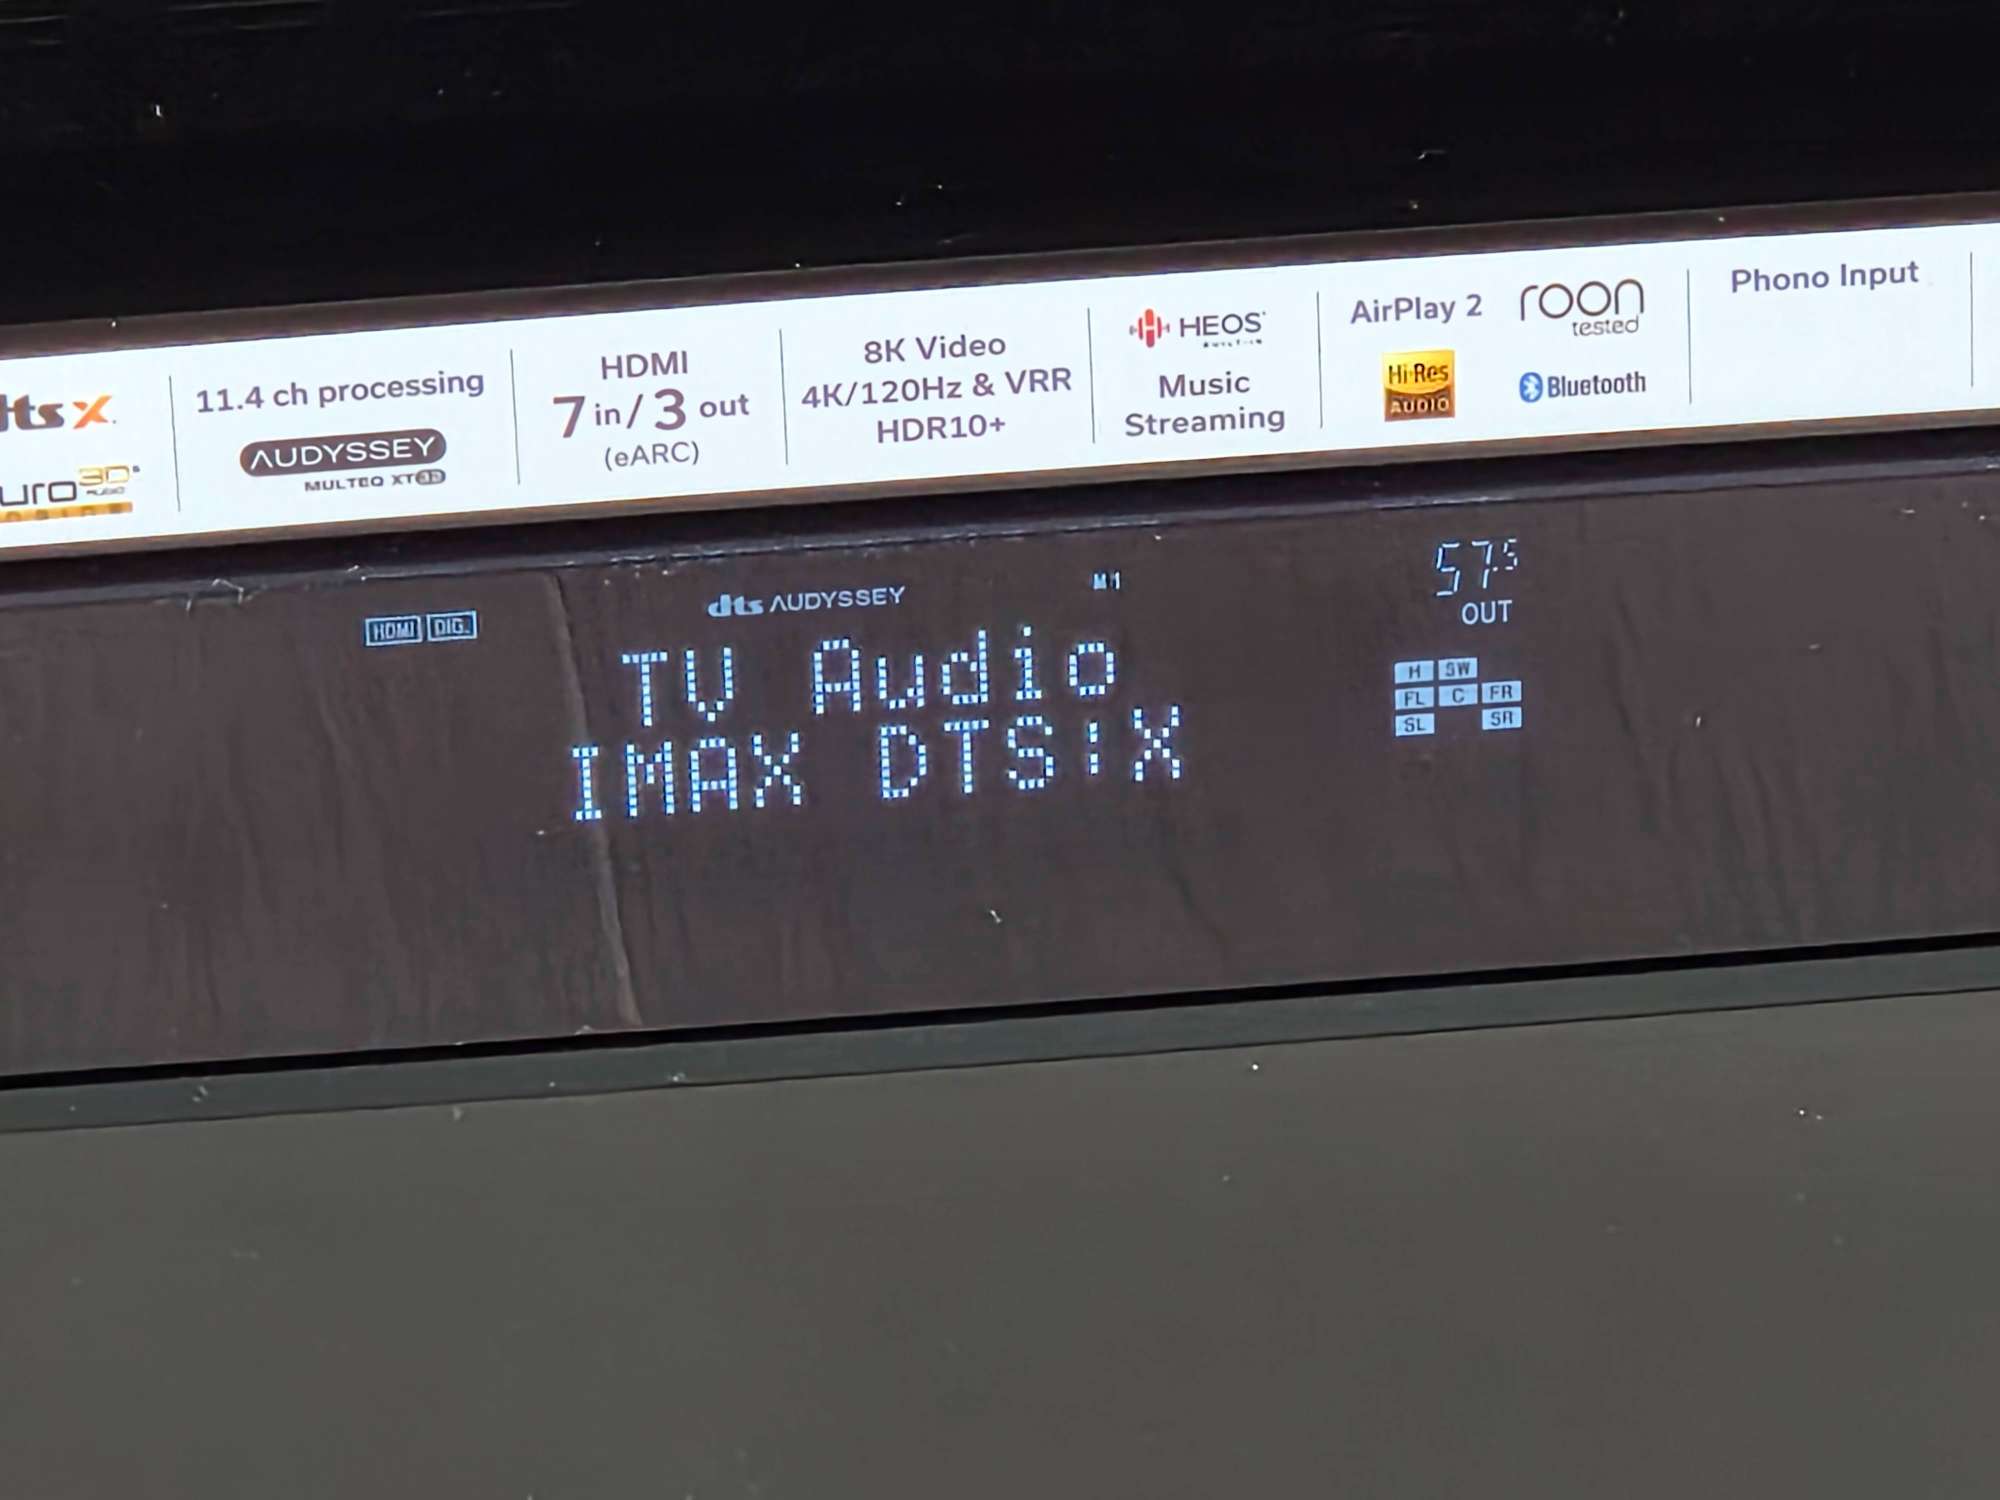 dts X
11.4 ch processing
AUDYSSEY
MULTEQ XT32
HDMI
7 in / 3 out
(eARC)
8K Video
4K/120Hz & VRR
HDR10+
HEOS
BUILT-IN
Music
Streaming
AirPlay 2
roon
tested
Hi-Res
AUDIO
Bluetooth
Phono Input
HDMI DIG.
dts AUDYSSEY
M1
57.5
OUT
TV Audio
IMAX DTS:X
H SW
FL C FR
SL SR